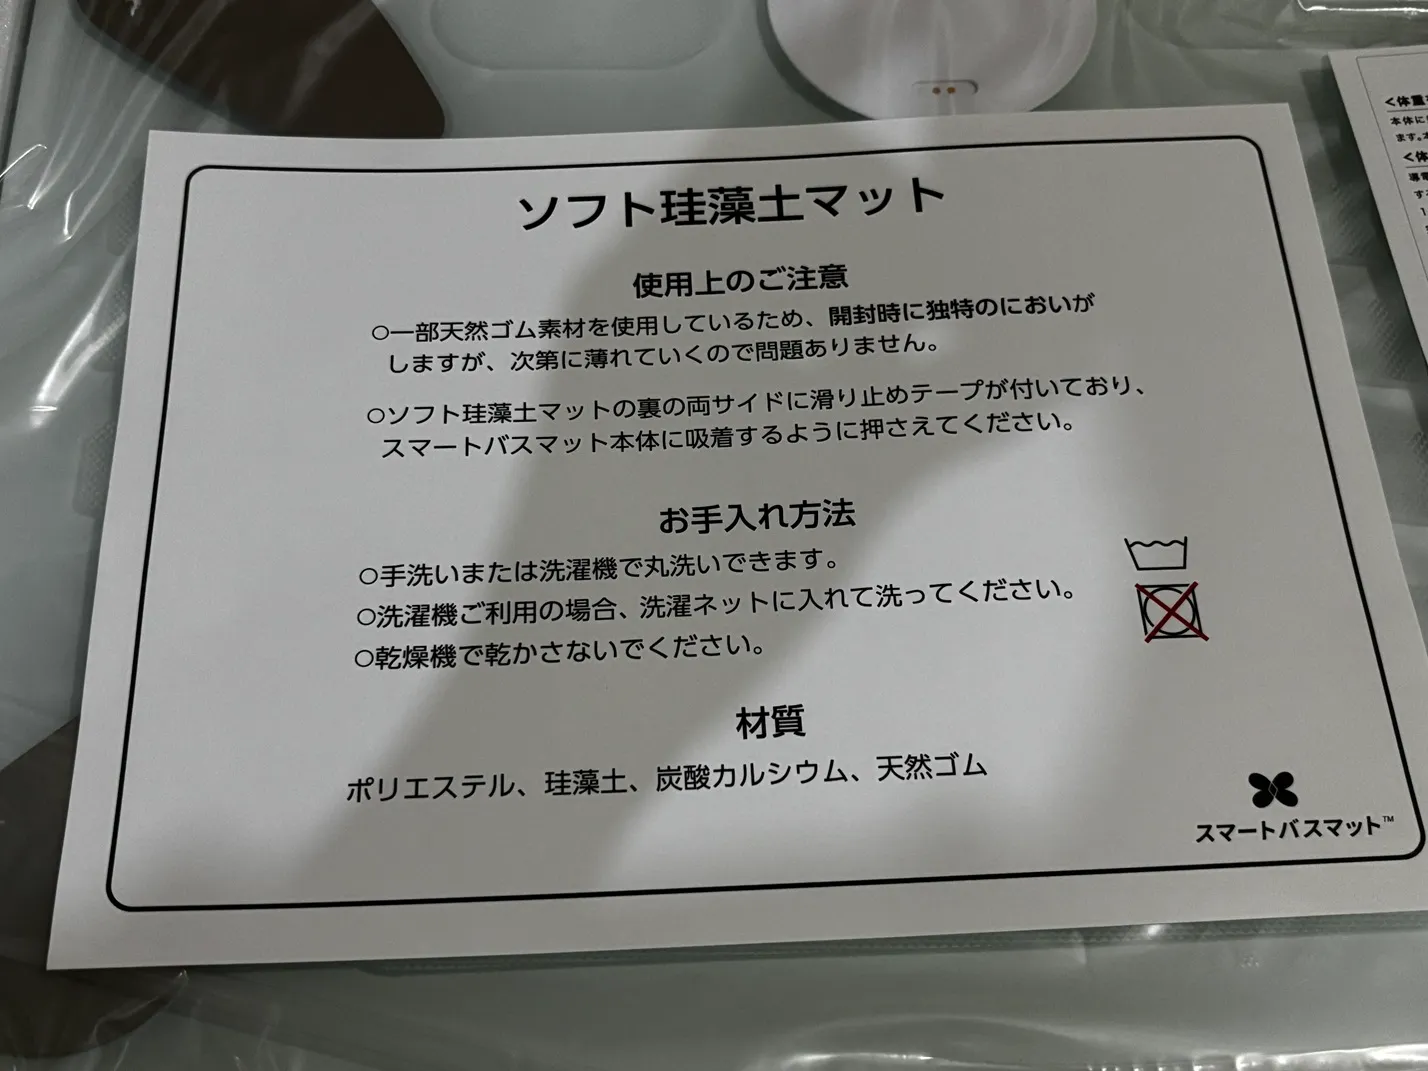 ソフト珪藻土マット
使用上のご注意
○一部天然ゴム素材を使用しているため、開封時に独特のにおいが
しますが、次第に薄れていくので問題ありません。
○ソフト珪藻土マットの裏の両サイドに滑り止めテープが付いており、
スマートバスマット本体に吸着するように押さえてください。
お手入れ方法
○手洗いまたは洗濯機で丸洗いできます。
○洗濯機ご利用の場合、洗濯ネットに入れて洗ってください。
○乾燥機で乾かさないでください。
材質
ポリエステル、珪藻土、炭酸カルシウム、天然ゴム
スマートバスマット™
<体重
本体に
ます。
<体
導電